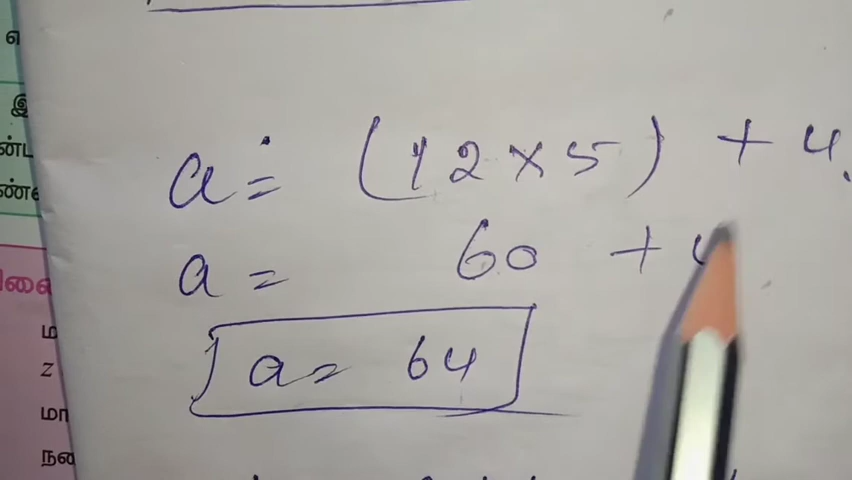 a = (12 × 5) + 4.
a = 60 + 4
a = 64
z